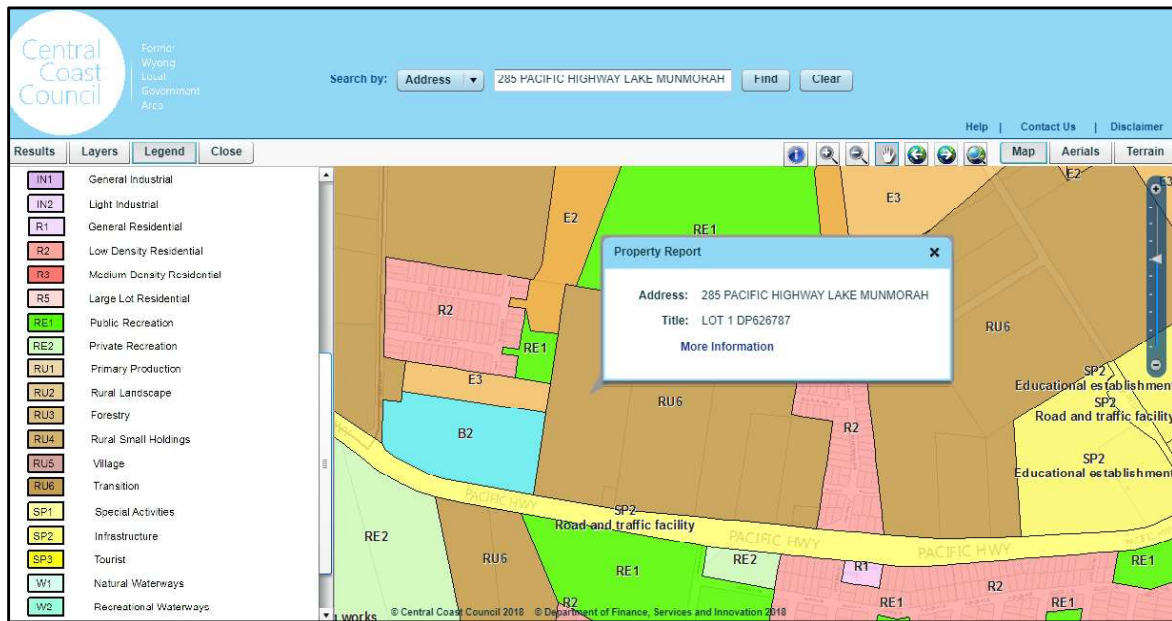 Central
Coast
Council
Former
Wyong
Local
Government
Area
Search by: Address 285 PACIFIC HIGHWAY LAKE MUNMORAH Find Clear
Help | Contact Us | Disclaimer
Results Layers Legend Close
Map Aerials Terrain
IN1 General Industrial
IN2 Light Industrial
R1 General Residential
R2 Low Density Residential
R3 Medium Density Residential
R5 Large Lot Residential
RE1 Public Recreation
RE2 Private Recreation
RU1 Primary Production
RU2 Rural Landscape
RU3 Forestry
RU4 Rural Small Holdings
RU5 Village
RU6 Transition
SP1 Special Activities
SP2 Infrastructure
SP3 Tourist
W1 Natural Waterways
W2 Recreational Waterways
E2
E3
E2
E3
RE1
Property Report
Address: 285 PACIFIC HIGHWAY LAKE MUNMORAH
Title: LOT 1 DP626787
More Information
R2
RE1
RU6
E3
RU6
SP2
Educational establishment
SP2
Road and traffic facility
B2
R2
SP2
Educational establishment
PACIFIC HWY
SP2
Road and traffic facility
PACIFIC HWY
PACIFIC HWY
RE2
RU6
RE1
RE2
R1
R2
RE1
R2
RE1
RE1
works
© Central Coast Council 2018 © Department of Finance, Services and Innovation 2018